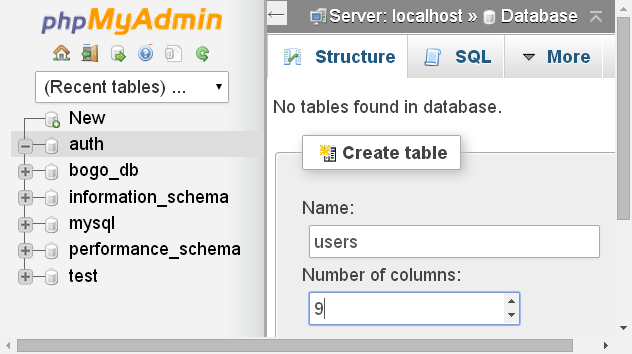 phpMyAdmin
(Recent tables) ...
New
auth
bogo_db
information_schema
mysql
performance_schema
test
Server: localhost » Database
Structure
SQL
More
No tables found in database.
Create table
Name:
users
Number of columns:
9